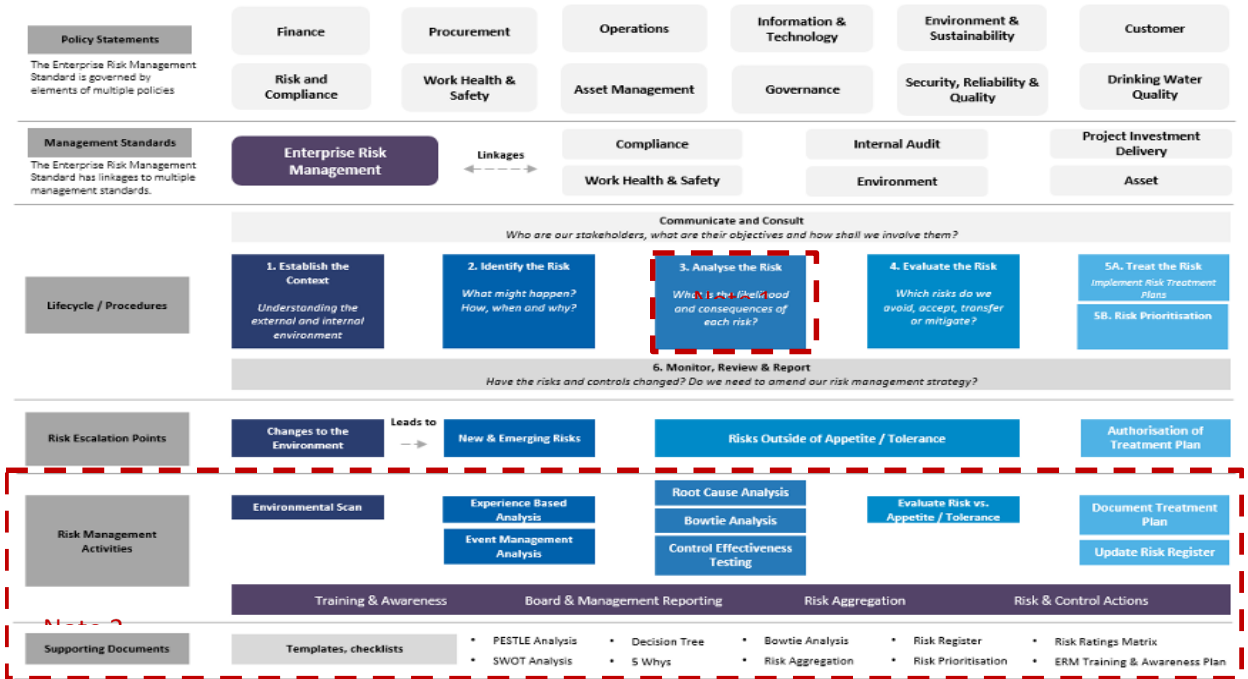 Policy Statements
The Enterprise Risk Management
Standard is governed by
elements of multiple policies
Finance
Procurement
Operations
Information &
Technology
Environment &
Sustainability
Customer
Risk and
Compliance
Work Health &
Safety
Asset Management
Governance
Security, Reliability &
Quality
Drinking Water
Quality
Management Standards
The Enterprise Risk Management
Standard has linkages to multiple
management standards.
Enterprise Risk
Management
Linkages
Compliance
Internal Audit
Project Investment
Delivery
Work Health & Safety
Environment
Asset
Communicate and Consult
Who are our stakeholders, what are their objectives and how shall we involve them?
Lifecycle / Procedures
1. Establish the
Context
Understanding the
external and internal
environment
2. Identify the Risk
What might happen?
How, when and why?
3. Analyse the Risk
What is the likelihood
and consequences of
each risk?
4. Evaluate the Risk
Which risks do we
avoid, accept, transfer
or mitigate?
5A. Treat the Risk
Implement Risk Treatment
Plans
5B. Risk Prioritisation
6. Monitor, Review & Report
Have the risks and controls changed? Do we need to amend our risk management strategy?
Risk Escalation Points
Changes to the
Environment
Leads to
New & Emerging Risks
Risks Outside of Appetite / Tolerance
Authorisation of
Treatment Plan
Risk Management
Activities
Environmental Scan
Experience Based
Analysis
Event Management
Analysis
Root Cause Analysis
Bowtie Analysis
Control Effectiveness
Testing
Evaluate Risk vs.
Appetite / Tolerance
Document Treatment
Plan
Update Risk Register
Training & Awareness
Board & Management Reporting
Risk Aggregation
Risk & Control Actions
Supporting Documents
Templates, checklists
• PESTLE Analysis
• SWOT Analysis
• Decision Tree
• 5 Whys
• Bowtie Analysis
• Risk Aggregation
• Risk Register
• Risk Prioritisation
• Risk Ratings Matrix
• ERM Training & Awareness Plan